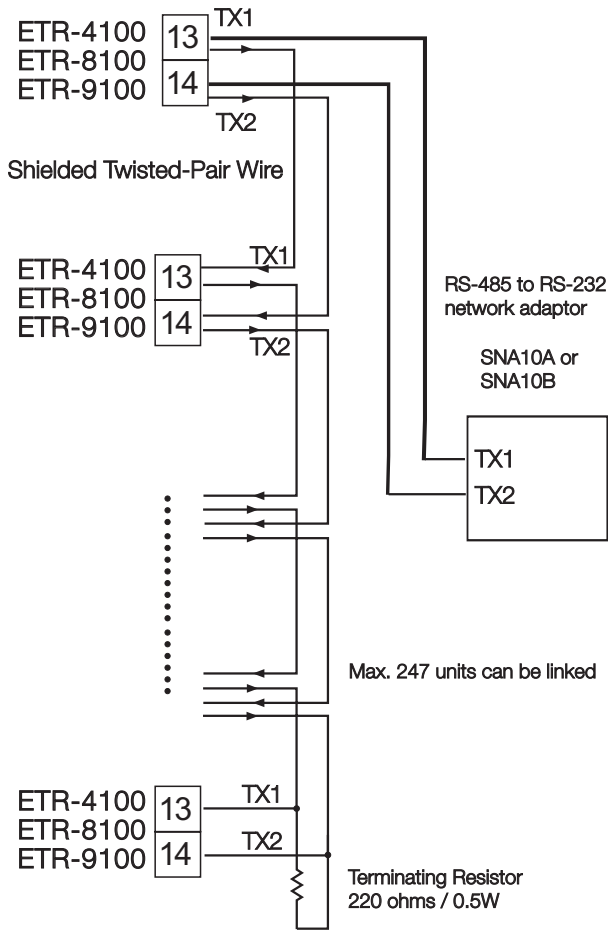 TX1
ETR-4100
ETR-8100
ETR-9100
13
14
TX2
Shielded Twisted-Pair Wire
ETR-4100
ETR-8100
ETR-9100
13
14
TX1
TX2
RS-485 to RS-232
network adaptor
SNA10A or
SNA10B
TX1
TX2
Max. 247 units can be linked
ETR-4100
ETR-8100
ETR-9100
13
14
TX1
TX2
Terminating Resistor
220 ohms / 0.5W